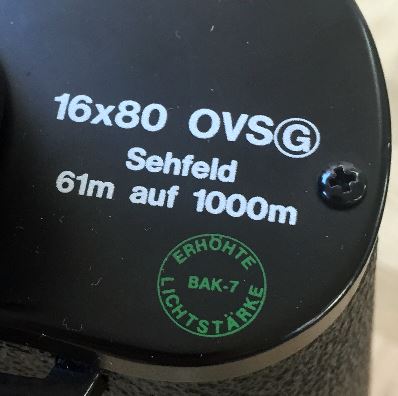 16x80 OVSG
Sehfeld
61m auf 1000m
ERHÖHTE
BAK-7
LICHTSTÄRKE